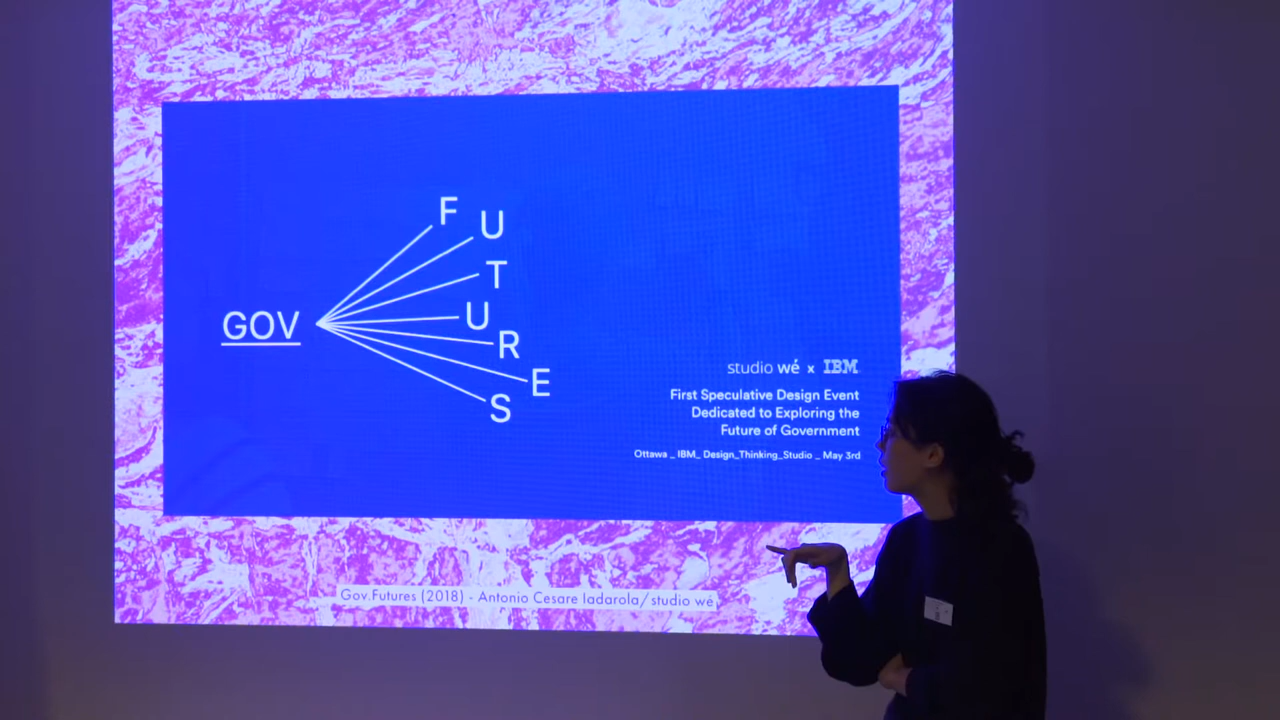 GOV
FUTURES
studio wé x IBM
First Speculative Design Event
Dedicated to Exploring the
Future of Government
Ottawa _ IBM_ Design_Thinking_Studio _ May 3rd
Gov.Futures (2018) - Antonio Cesare Iadarola/studio wé